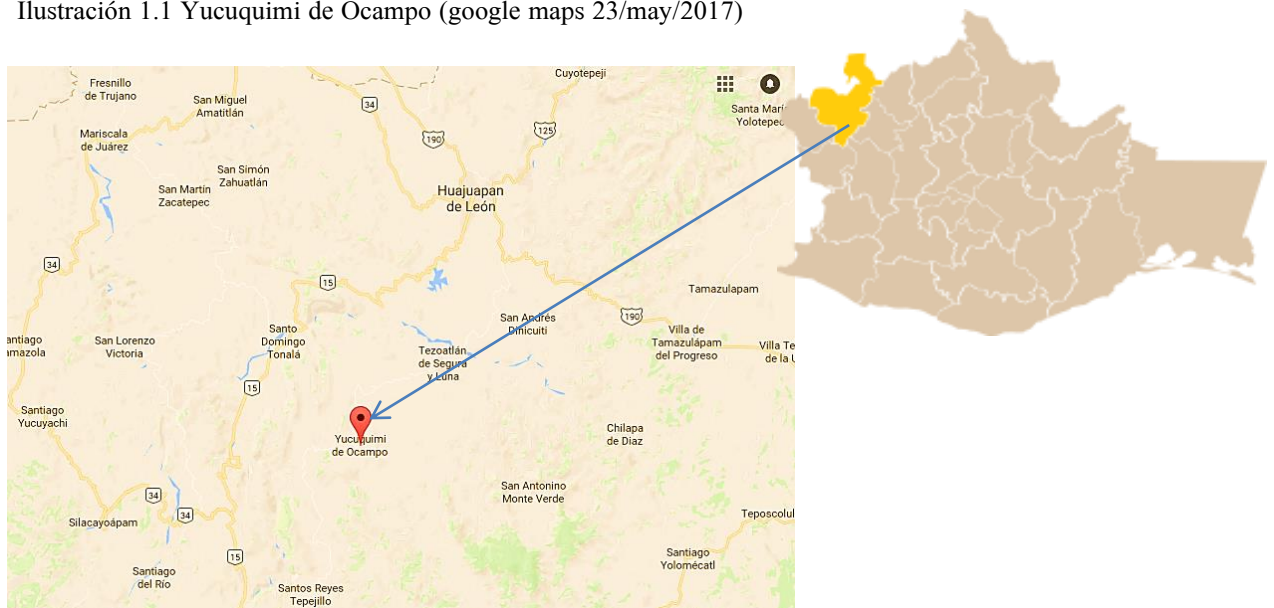 Ilustración 1.1 Yucuquimi de Ocampo (google maps 23/may/2017)
Cuyotepeji
Fresnillo
de Trujano
San Miguel
Amatitlán
34
Santa María
Yolotepec
190
125
Mariscala
de Juárez
San Simón
Zahuatlán
San Martín
Zacatepec
Huajuapan
de León
34
15
Tamazulapam
San Andrés
Dinicuiti
190
Santo
Domingo
Tonalá
Villa de
Tamazulápam
del Progreso
antiago
amazola
San Lorenzo
Victoria
Tezoatlán
de Segura
y Luna
Villa Te
de la U
15
Santiago
Yucuyachi
Yucuquimi
de Ocampo
Chilapa
de Diaz
San Antonino
Monte Verde
34
34
Silacayoápam
Teposcolul
15
Santiago
Yolomécatl
Santiago
del Río
Santos Reyes
Tepejillo